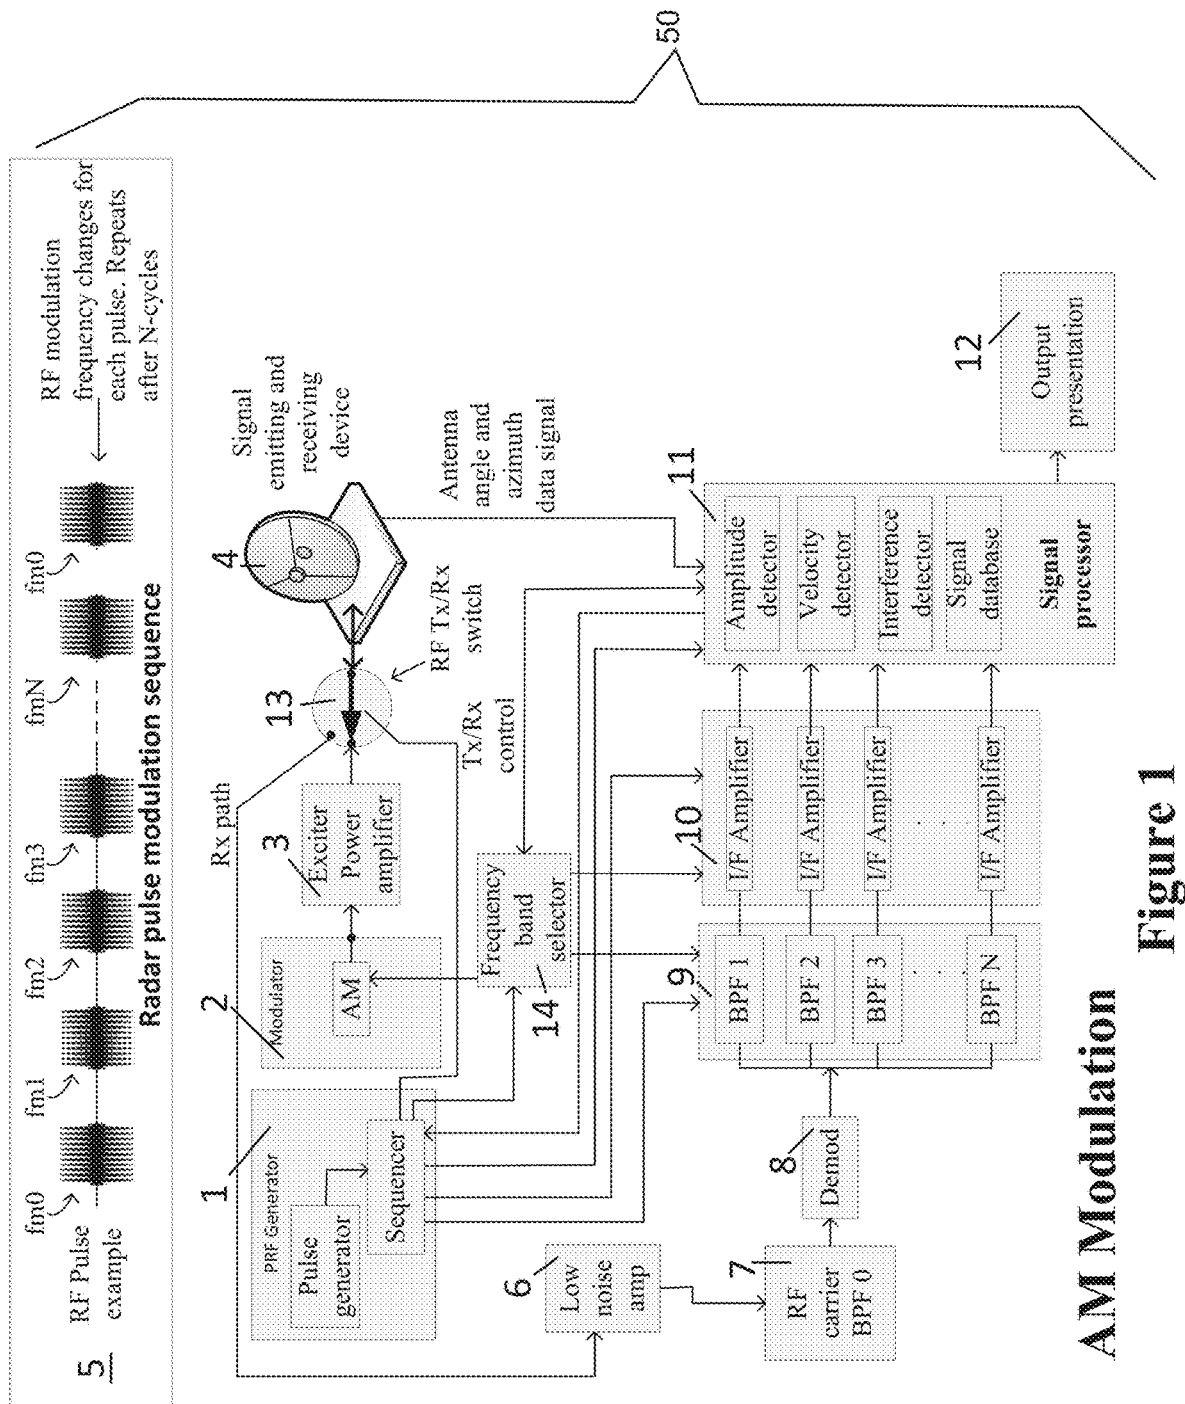 fm0
fm1
fm2
fm3
fmN
fm0
RF Pulse
example
5
RF modulation
frequency changes for
each pulse. Repeats
after N-cycles
Radar pulse modulation sequence
50
1
PRF Generator
Pulse
generator
Sequencer
2
Modulator
AM
Rx path
3
Exciter
Power
amplifier
13
RF Tx/Rx
switch
4
Signal
emitting and
receiving
device
Tx/Rx
control
Antenna
angle and
azimuth
data signal
Frequency
band
selector
14
6
Low
noise
amp
7
RF
carrier
BPF 0
8
Demod
9
BPF 1
BPF 2
BPF 3
BPF N
10
I/F Amplifier
I/F Amplifier
I/F Amplifier
I/F Amplifier
11
Amplitude
detector
Velocity
detector
Interference
detector
Signal
database
Signal
processor
12
Output
presentation
AM Modulation
Figure 1